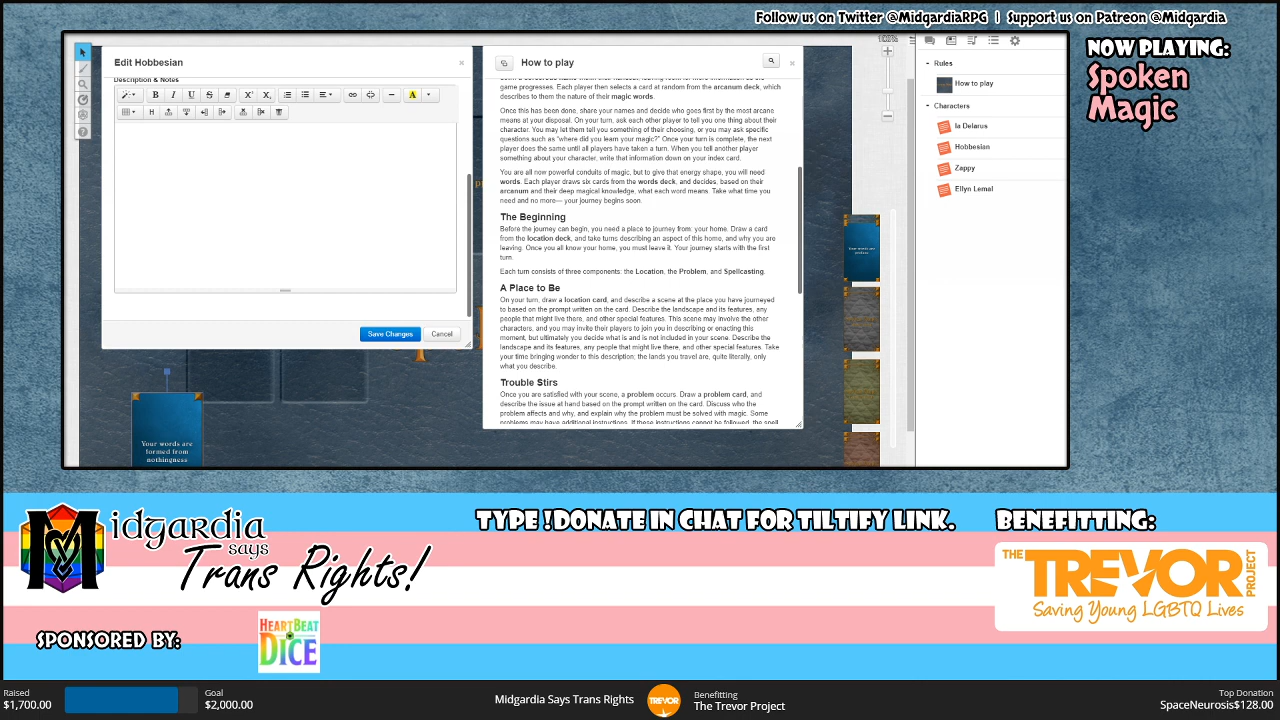 Follow us on Twitter @MidgardiaRPG | Support us on Patreon @Midgardia
NOW PLAYING:
Spoken
Magic
Edit Hobbesian
Description & Notes
Save Changes
Cancel
Your words are
formed from
nothingness
How to play
game progresses. Each player then selects a card at random from the arcanum deck, which
describes to them the nature of their magic words.
Once this has been done, share your names and decide who goes first by the most arcane
means at your disposal. On your turn, ask each other player to tell you one thing about their
character. You may let them tell you something of their choosing, or you may ask specific
questions such as "where did you learn your magic?" Once your turn is complete, the next
player does the same until all players have taken a turn. When you tell another player
something about your character, write that information down on your index card.
You are all now powerful conduits of magic, but to give that energy shape, you will need
words. Each player draws six cards from the words deck, and decides, based on their
arcanum and their deep magical knowledge, what each word means. Take what time you
need and no more— your journey begins soon.
The Beginning
Before the journey can begin, you need a place to journey from: your home. Draw a card
from the location deck, and take turns describing an aspect of this home, and why you are
leaving. Once you all know your home, you must leave it. Your journey starts with the first
turn.
Each turn consists of three components: the Location, the Problem, and Spellcasting.
A Place to Be
On your turn, draw a location card, and describe a scene at the place you have journeyed
to based on the prompt written on the card. Describe the landscape and its features, any
people that might live there, and other special features. This scene may involve the other
characters, and you may invite their players to join you in describing or enacting this
moment, but ultimately you decide what is and is not included in your scene. Describe the
landscape and its features, any people that might live there, and other special features. Take
your time bringing wonder to this description; the lands you travel are, quite literally, only
what you describe.
Trouble Stirs
Once you are satisfied with your scene, a problem occurs. Draw a problem card, and
describe the issue at hand based on the prompt written on the card. Discuss who the
problem affects and why, and explain why the problem must be solved with magic. Some
problems may have additional instructions. If these instructions cannot be followed, the spell
Rules
How to play
Characters
Ia Delarus
Hobbesian
Zappy
Ellyn Lemal
Midgardia
says
Trans Rights!
TYPE !DONATE IN CHAT FOR TILTIFY LINK.
BENEFITTING:
THE
TREVOR
PROJECT
Saving Young LGBTQ Lives
SPONSORED BY:
HEARTBEAT
DICE
Raised
$1,700.00
Goal
$2,000.00
Midgardia Says Trans Rights
TREVOR
Benefitting
The Trevor Project
Top Donation
SpaceNeurosis$128.00